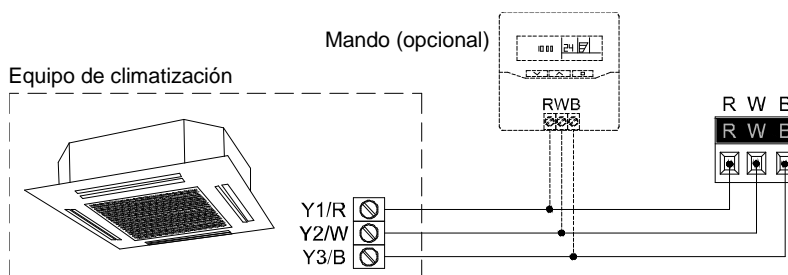 Mando (opcional)
1000 24
Equipo de climatización
RWB
R W B
R W B
Y1/R
Y2/W
Y3/B